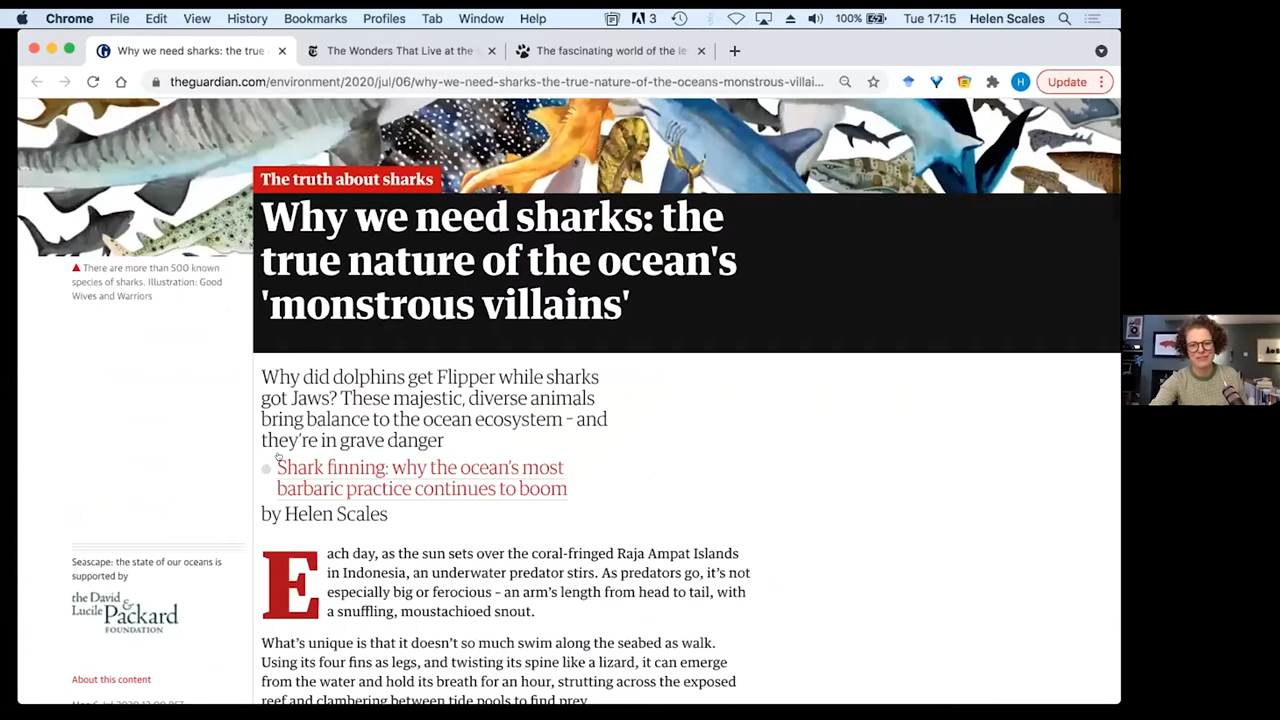 Chrome File Edit View History Bookmarks Profiles Tab Window Help 3 100% Tue 17:15 Helen Scales
Why we need sharks: the true
The Wonders That Live at the
The fascinating world of the
theguardian.com/environment/2020/jul/06/why-we-need-sharks-the-true-nature-of-the-oceans-monstrous-villai...
H
Update
The truth about sharks
Why we need sharks: the
true nature of the ocean's
'monstrous villains'
There are more than 500 known
species of sharks. Illustration: Good
Wives and Warriors
Why did dolphins get Flipper while sharks
got Jaws? These majestic, diverse animals
bring balance to the ocean ecosystem – and
they're in grave danger
Shark finning: why the ocean's most
barbaric practice continues to boom
by Helen Scales
Each day, as the sun sets over the coral-fringed Raja Ampat Islands
in Indonesia, an underwater predator stirs. As predators go, it's not
especially big or ferocious – an arm's length from head to tail, with
a snuffling, moustachioed snout.
What's unique is that it doesn't so much swim along the seabed as walk.
Using its four fins as legs, and twisting its spine like a lizard, it can emerge
from the water and hold its breath for an hour, strutting across the exposed
reef and clambering between tide pools to find prey.
Seascape: the state of our oceans is
supported by
the David &
Lucile Packard
FOUNDATION
About this content